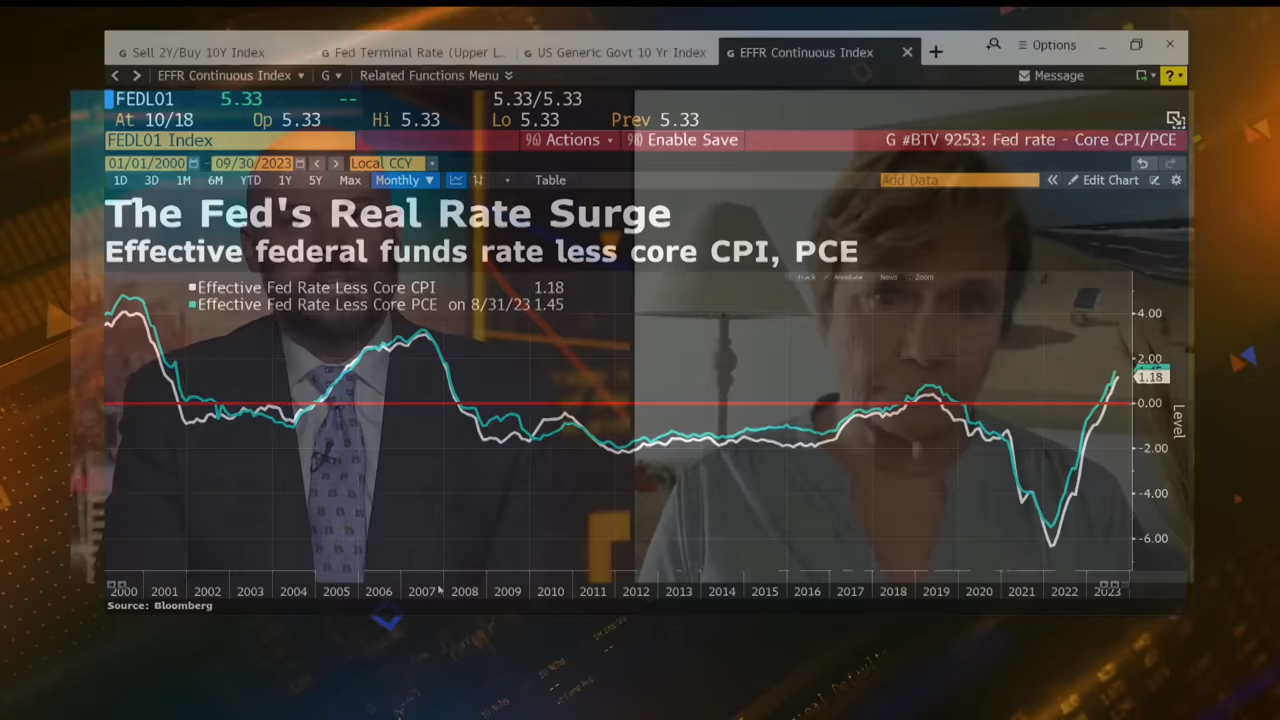 G Sell 2Y/Buy 10Y Index
G Fed Terminal Rate (Upper L...
G US Generic Govt 10 Yr Index
G EFFR Continuous Index
Options
EFFR Continuous Index
G
Related Functions Menu
Message
?
FEDL01 5.33 -- 5.33/5.33
At 10/18 Op 5.33 Hi 5.33 Lo 5.33 Prev 5.33
FEDL01 Index
96) Actions
98) Enable Save
G #BTV 9253: Fed rate - Core CPI/PCE
01/01/2000 - 09/30/2023
Local CCY
1D 3D 1M 6M YTD 1Y 5Y Max Monthly ▼
Table
Add Data
Edit Chart
The Fed's Real Rate Surge
Effective federal funds rate less core CPI, PCE
Track Annotate News Zoom
Effective Fed Rate Less Core CPI 1.18
Effective Fed Rate Less Core PCE on 8/31/23 1.45
4.00
2.00
1.18
0.00
-2.00
-4.00
-6.00
Level
2000 2001 2002 2003 2004 2005 2006 2007 2008 2009 2010 2011 2012 2013 2014 2015 2016 2017 2018 2019 2020 2021 2022 2023
Source: Bloomberg